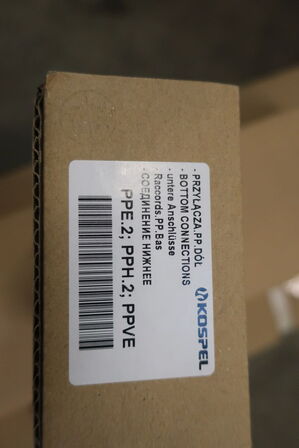 KOSPEL
- PRZYŁĄCZA.PP.DÓŁ
- BOTTOM CONNECTIONS
- untere Anschlüsse
- Raccords.PP.Bas
- СОЕДИНЕНИЕ НИЖНЕЕ
PPE.2; PPH.2; PPVE